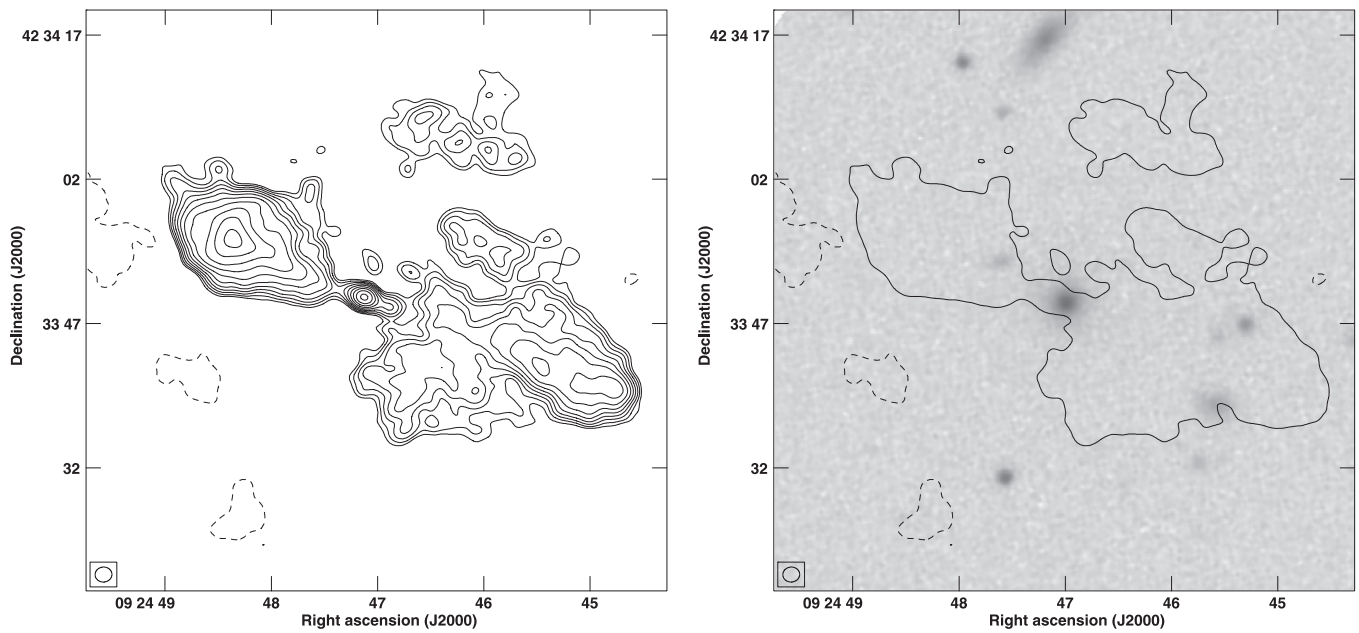 42 34 17
02
33 47
32
Declination (J2000)
09 24 49
48
47
46
45
Right ascension (J2000)
42 34 17
02
33 47
32
Declination (J2000)
09 24 49
48
47
46
45
Right ascension (J2000)